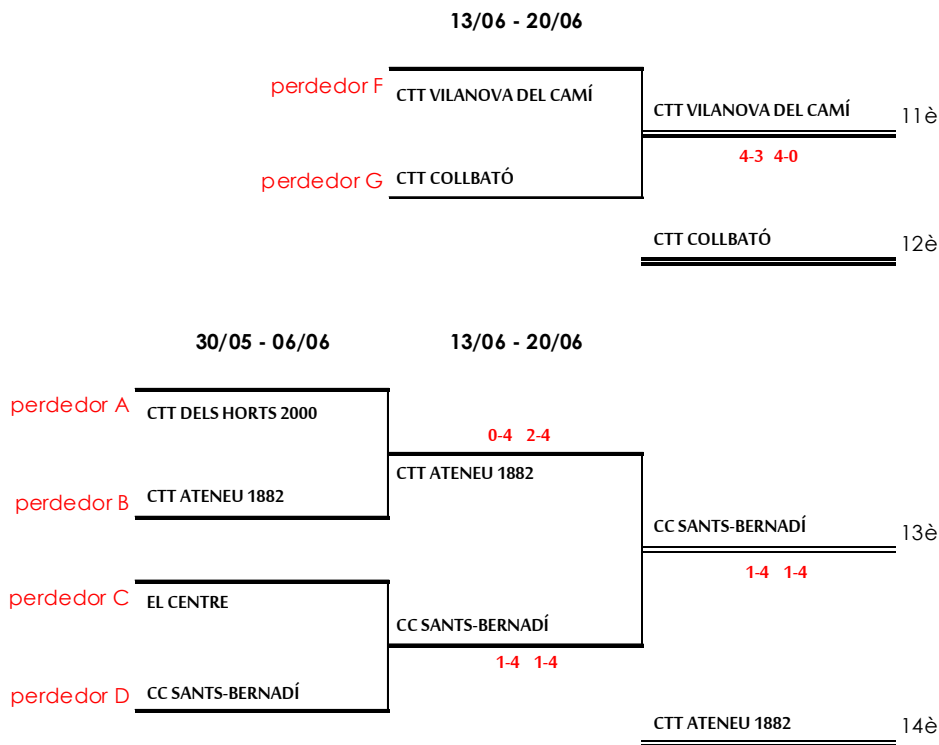 13/06 - 20/06
perdedor F
CTT VILANOVA DEL CAMÍ
CTT VILANOVA DEL CAMÍ
11è
4-3 4-0
perdedor G
CTT COLLBATÓ
CTT COLLBATÓ
12è
30/05 - 06/06
13/06 - 20/06
perdedor A
CTT DELS HORTS 2000
0-4 2-4
CTT ATENEU 1882
perdedor B
CTT ATENEU 1882
CC SANTS-BERNADÍ
13è
1-4 1-4
perdedor C
EL CENTRE
CC SANTS-BERNADÍ
1-4 1-4
perdedor D
CC SANTS-BERNADÍ
CTT ATENEU 1882
14è